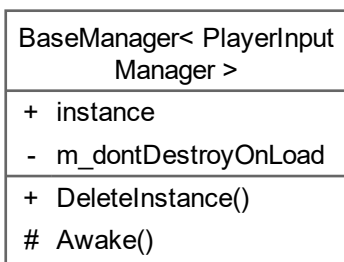 BaseManager< PlayerInput
Manager >
+ instance
- m_dontDestroyOnLoad
+ DeleteInstance()
# Awake()